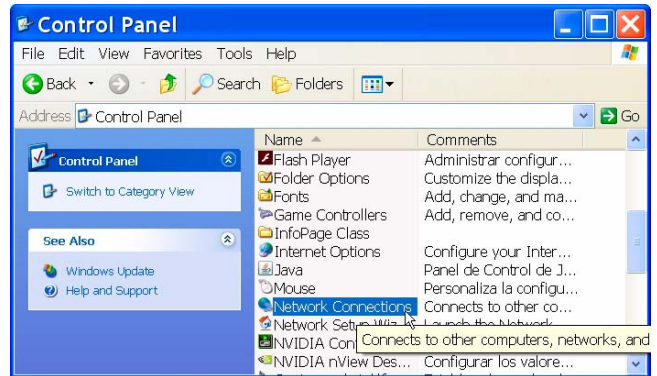 Control Panel
File Edit View Favorites Tools Help
Back Search Folders
Address Control Panel Go
Control Panel
Switch to Category View
See Also
Windows Update
Help and Support
Name Comments
Flash Player Administrar configur...
Folder Options Customize the displa...
Fonts Add, change, and ma...
Game Controllers Add, remove, and co...
InfoPage Class
Internet Options Configure your Inter...
Java Panel de Control de J...
Mouse Personaliza la configu...
Network Connections Connects to other co...
Network Setup Wiz Launch the Network
NVIDIA Con
Connects to other computers, networks, and
NVIDIA nView Des... Configurar los valore...